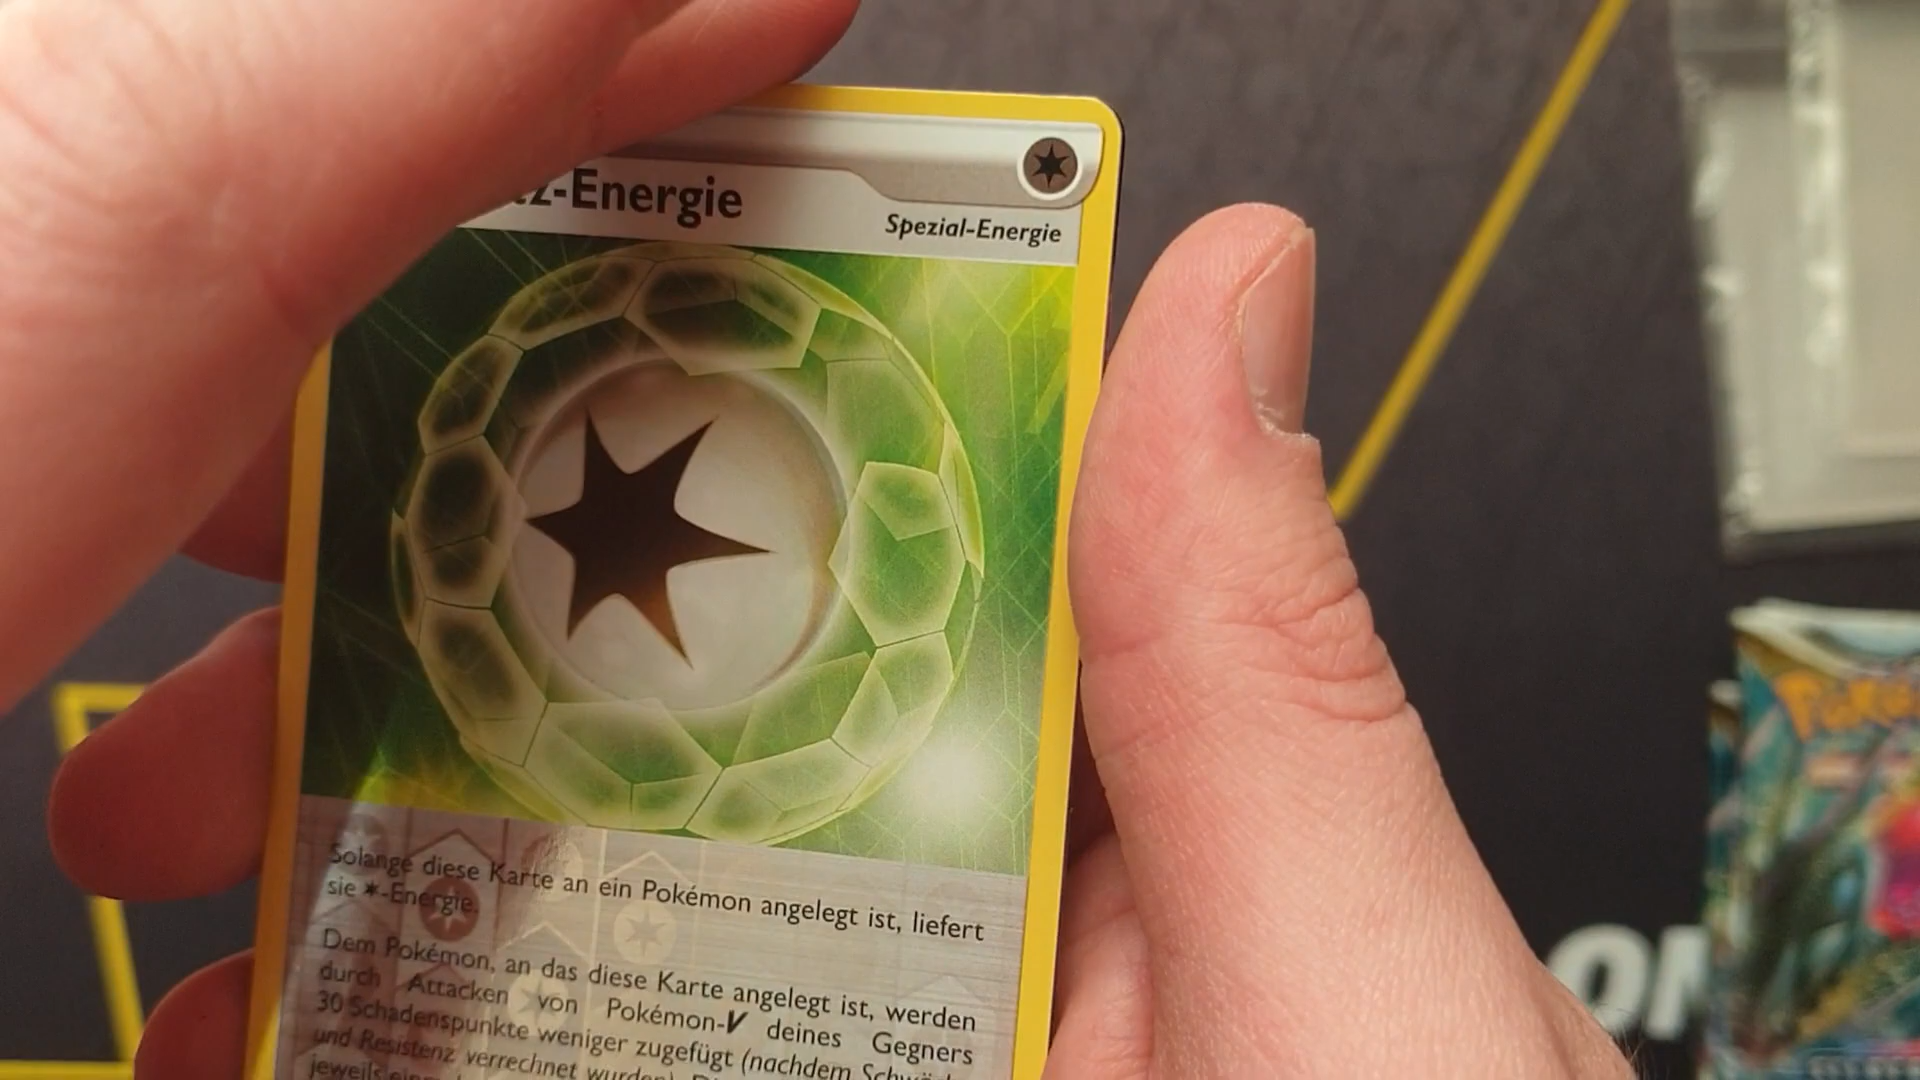 tz-Energie
Spezial-Energie
Solange diese Karte an ein Pokémon angelegt ist, liefert
sie ✶-Energie.
Dem Pokémon, an das diese Karte angelegt ist, werden
durch Attacken von Pokémon-V deines Gegners
30 Schadenspunkte weniger zugefügt (nachdem
und Resistenz verrechnet wurden).
jeweils
ON